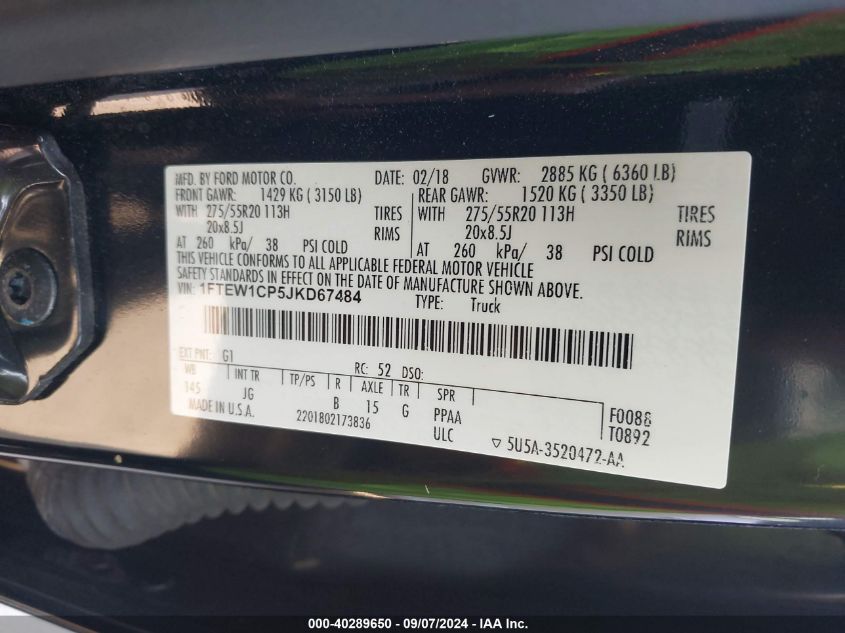 MFD. BY FORD MOTOR CO. DATE: 02/18 GVWR: 2885 KG ( 6360 LB)
FRONT GAWR: 1429 KG ( 3150 LB) REAR GAWR: 1520 KG ( 3350 LB)
WITH 275/55R20 113H TIRES WITH 275/55R20 113H TIRES
20x8.5J RIMS 20x8.5J RIMS
AT 260 kPa/ 38 PSI COLD AT 260 kPa/ 38 PSI COLD
THIS VEHICLE CONFORMS TO ALL APPLICABLE FEDERAL MOTOR VEHICLE
SAFETY STANDARDS IN EFFECT ON THE DATE OF MANUFACTURE SHOWN ABOVE.
VIN: 1FTEW1CP5JKD67484 TYPE: Truck
EXT PNT: G1 RC: 52 DSO:
WB INT TR TP/PS R AXLE TR SPR
145 JG B 15 G PPAA
MADE IN U.S.A. 2201802173836 ULC
F0088
T0892
▽ 5U5A-3520472-AA
000-40289650 - 09/07/2024 - IAA Inc.